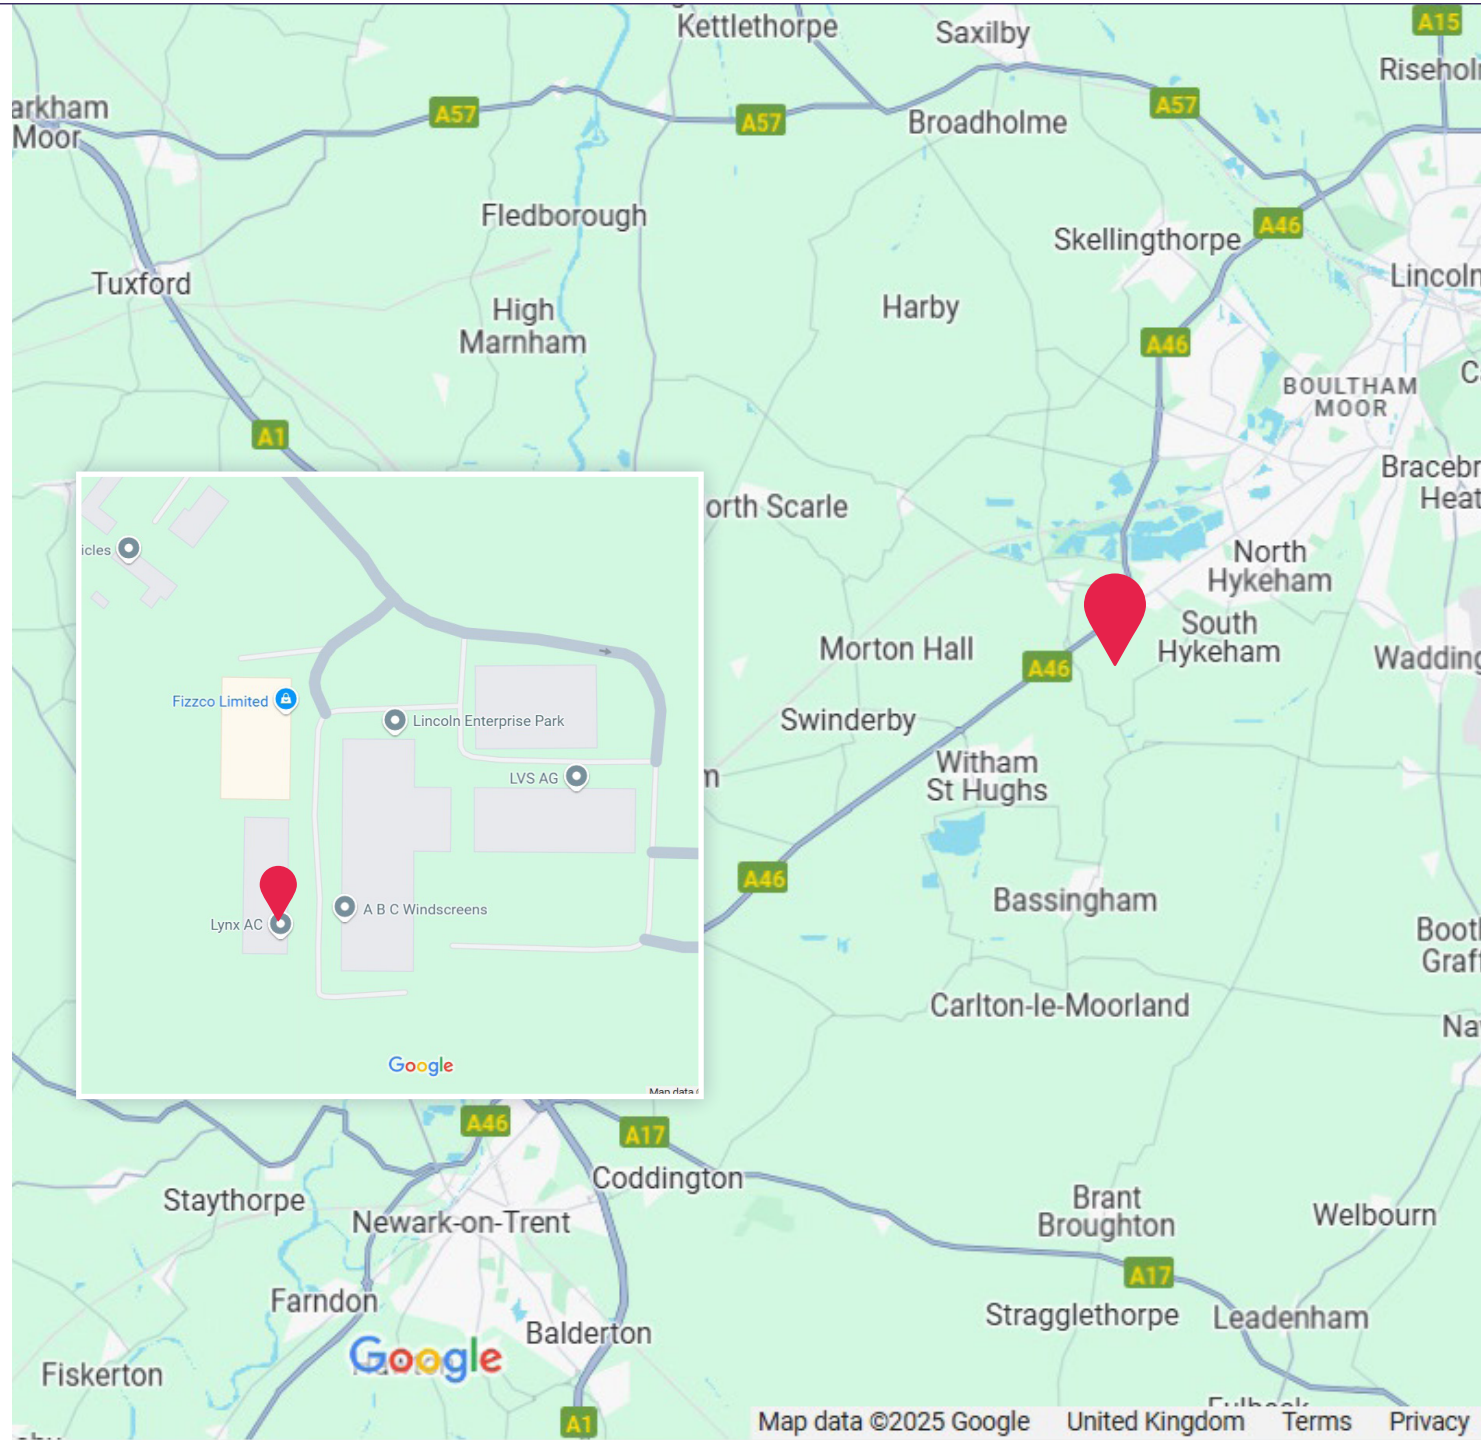 Kettlethorpe
Saxilby
A15
Riseholm
arkham
Moor
A57
A57
A57
Broadholme
Fledborough
Skellingthorpe
A46
Tuxford
Lincoln
High
Marnham
Harby
A46
BOULTHAM
MOOR
A1
Bracebr
Heat
orth Scarle
icles
North
Hykeham
South
Hykeham
Morton Hall
A46
Wadding
Fizzco Limited
Lincoln Enterprise Park
Swinderby
LVS AG
m
Witham
St Hughs
A46
Lynx AC
A B C Windscreens
Bassingham
Boot
Graf
Carlton-le-Moorland
Na
Google
Map data
A46
A17
Coddington
Staythorpe
Newark-on-Trent
Brant
Broughton
Welbourn
A17
Farndon
Stragglethorpe
Leadenham
Balderton
Google
Fiskerton
A1
Map data ©2025 Google United Kingdom Terms Privacy